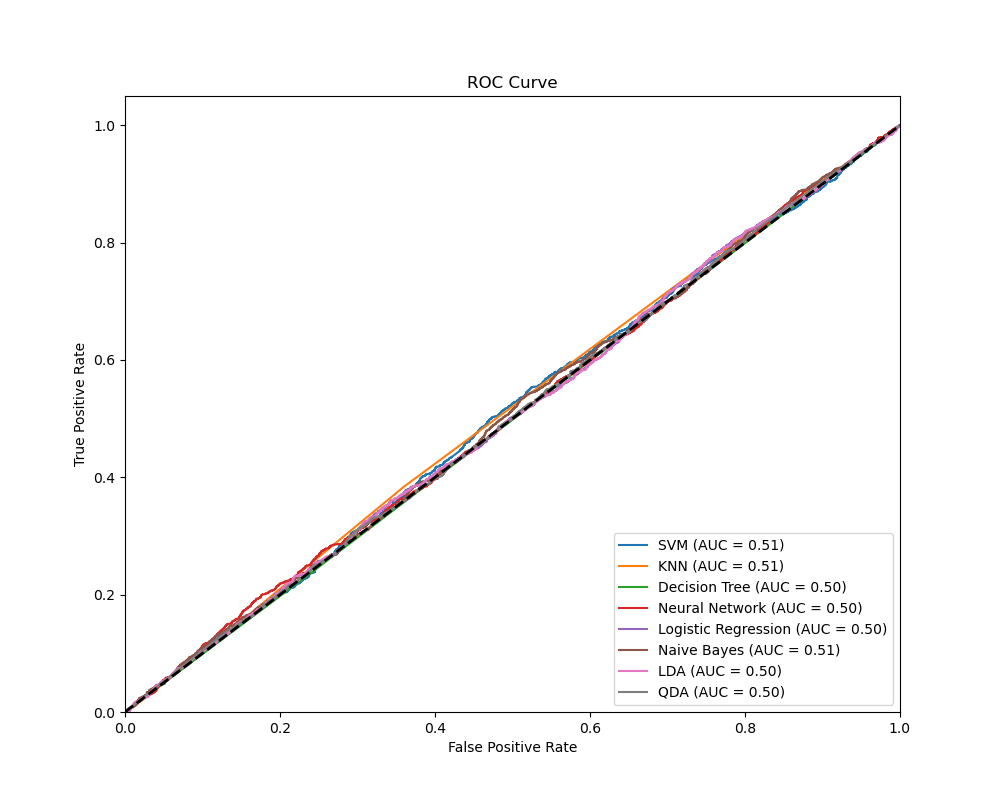 ROC Curve
True Positive Rate
1.0
0.8
0.6
0.4
0.2
0.0
SVM (AUC = 0.51)
KNN (AUC = 0.51)
Decision Tree (AUC = 0.50)
Neural Network (AUC = 0.50)
Logistic Regression (AUC = 0.50)
Naive Bayes (AUC = 0.51)
LDA (AUC = 0.50)
QDA (AUC = 0.50)
0.0 0.2 0.4 0.6 0.8 1.0
False Positive Rate